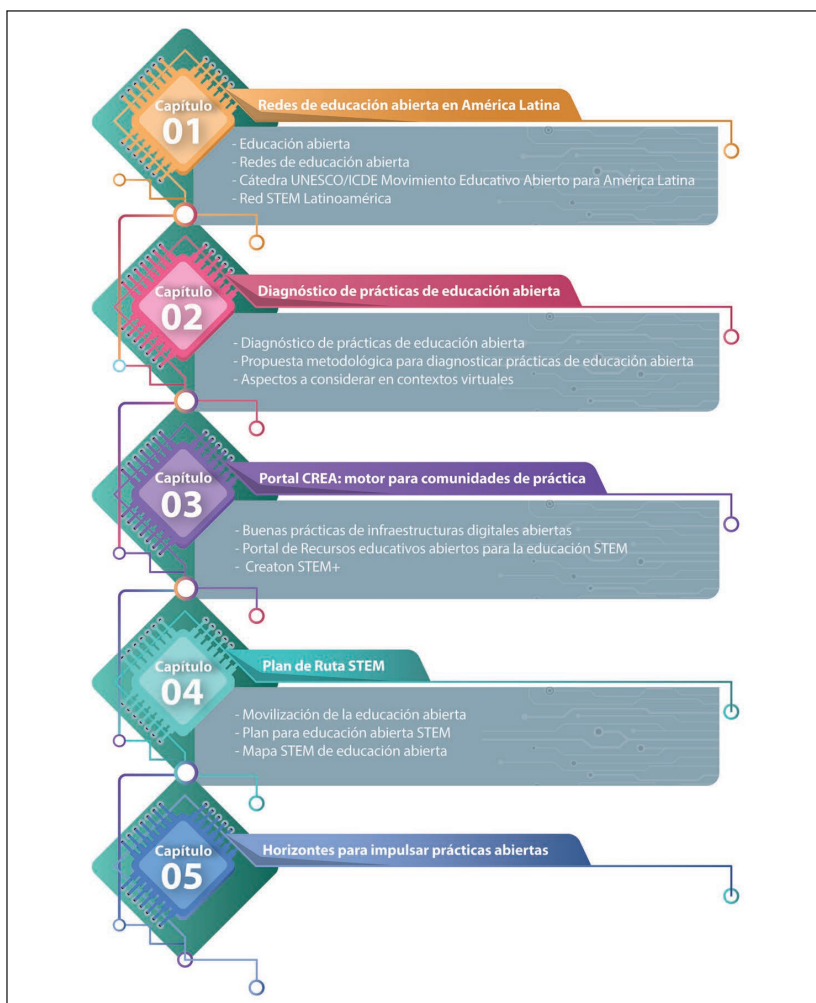 Capítulo
01
Redes de educación abierta en América Latina
- Educación abierta
- Redes de educación abierta
- Cátedra UNESCO/ICDE Movimiento Educativo Abierto para América Latina
- Red STEM Latinoamérica
Capítulo
02
Diagnóstico de prácticas de educación abierta
- Diagnóstico de prácticas de educación abierta
- Propuesta metodológica para diagnosticar prácticas de educación abierta
- Aspectos a considerar en contextos virtuales
Capítulo
03
Portal CREA: motor para comunidades de práctica
- Buenas prácticas de infraestructuras digitales abiertas
- Portal de Recursos educativos abiertos para la educación STEM
- Creaton STEM+
Capítulo
04
Plan de Ruta STEM
- Movilización de la educación abierta
- Plan para educación abierta STEM
- Mapa STEM de educación abierta
Capítulo
05
Horizontes para impulsar prácticas abiertas